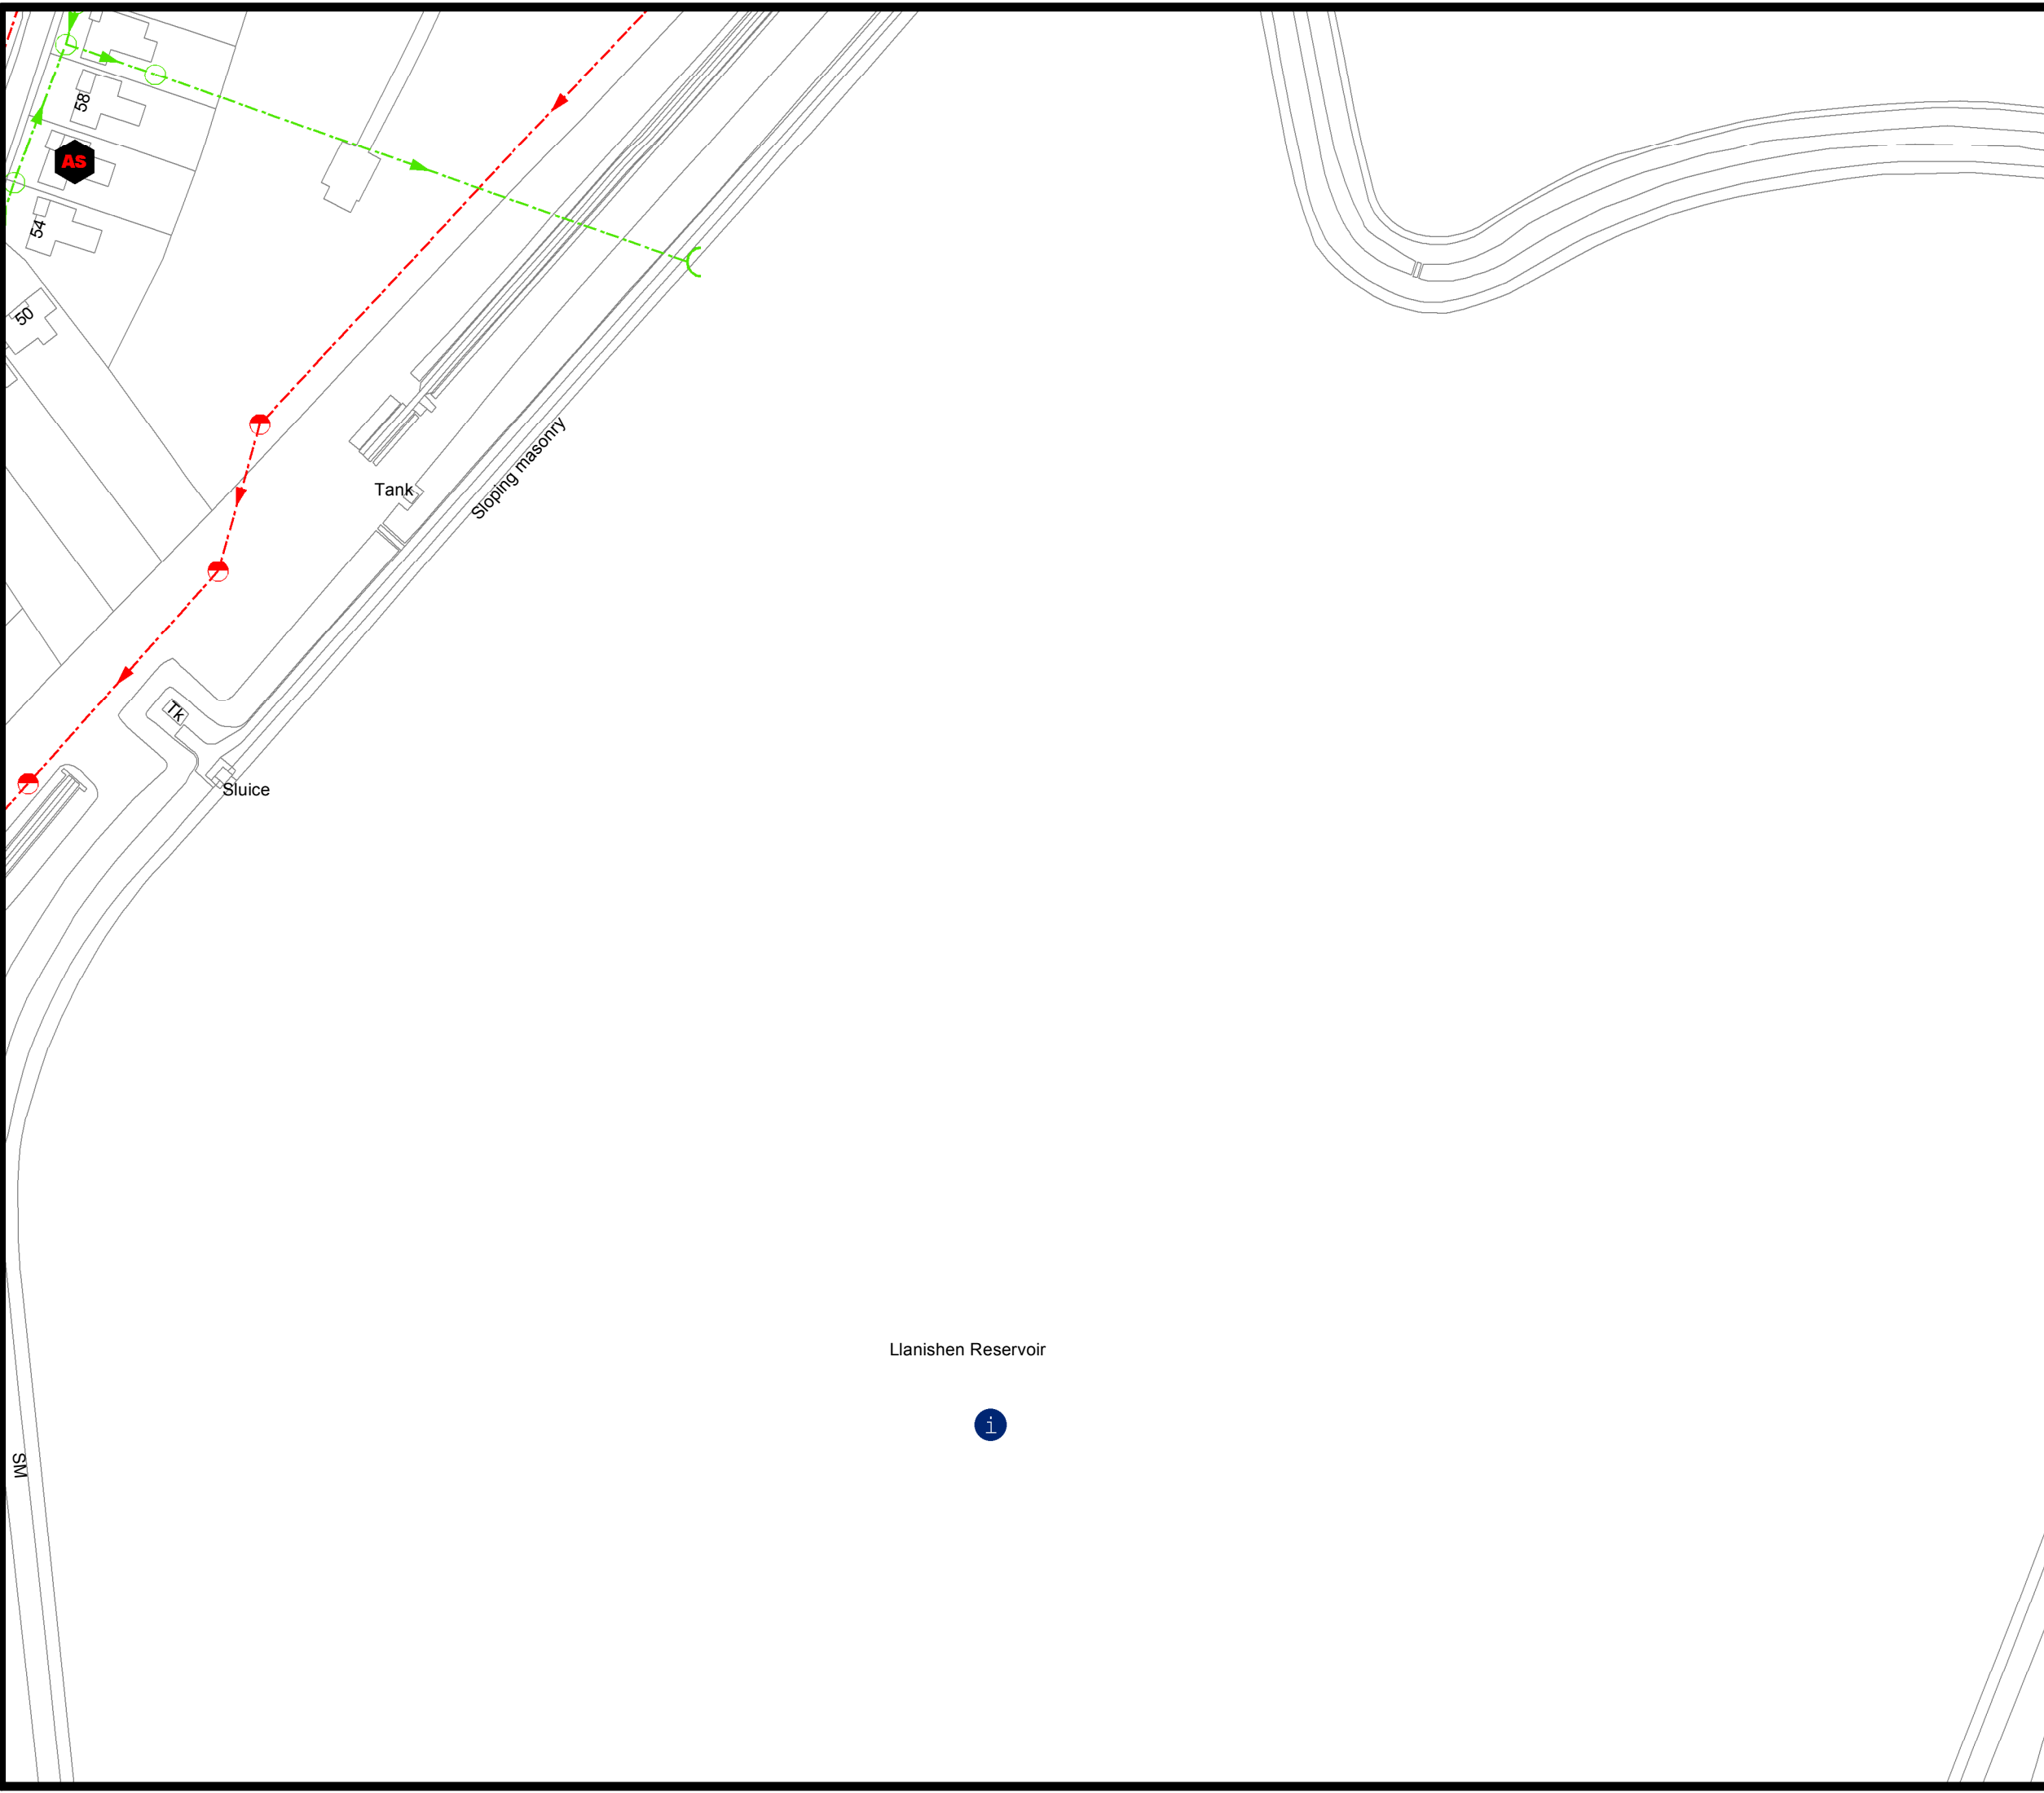 58
AS
54
50
Sloping masonry
Tank
Tk
Sluice
Llanishen Reservoir
i
SM